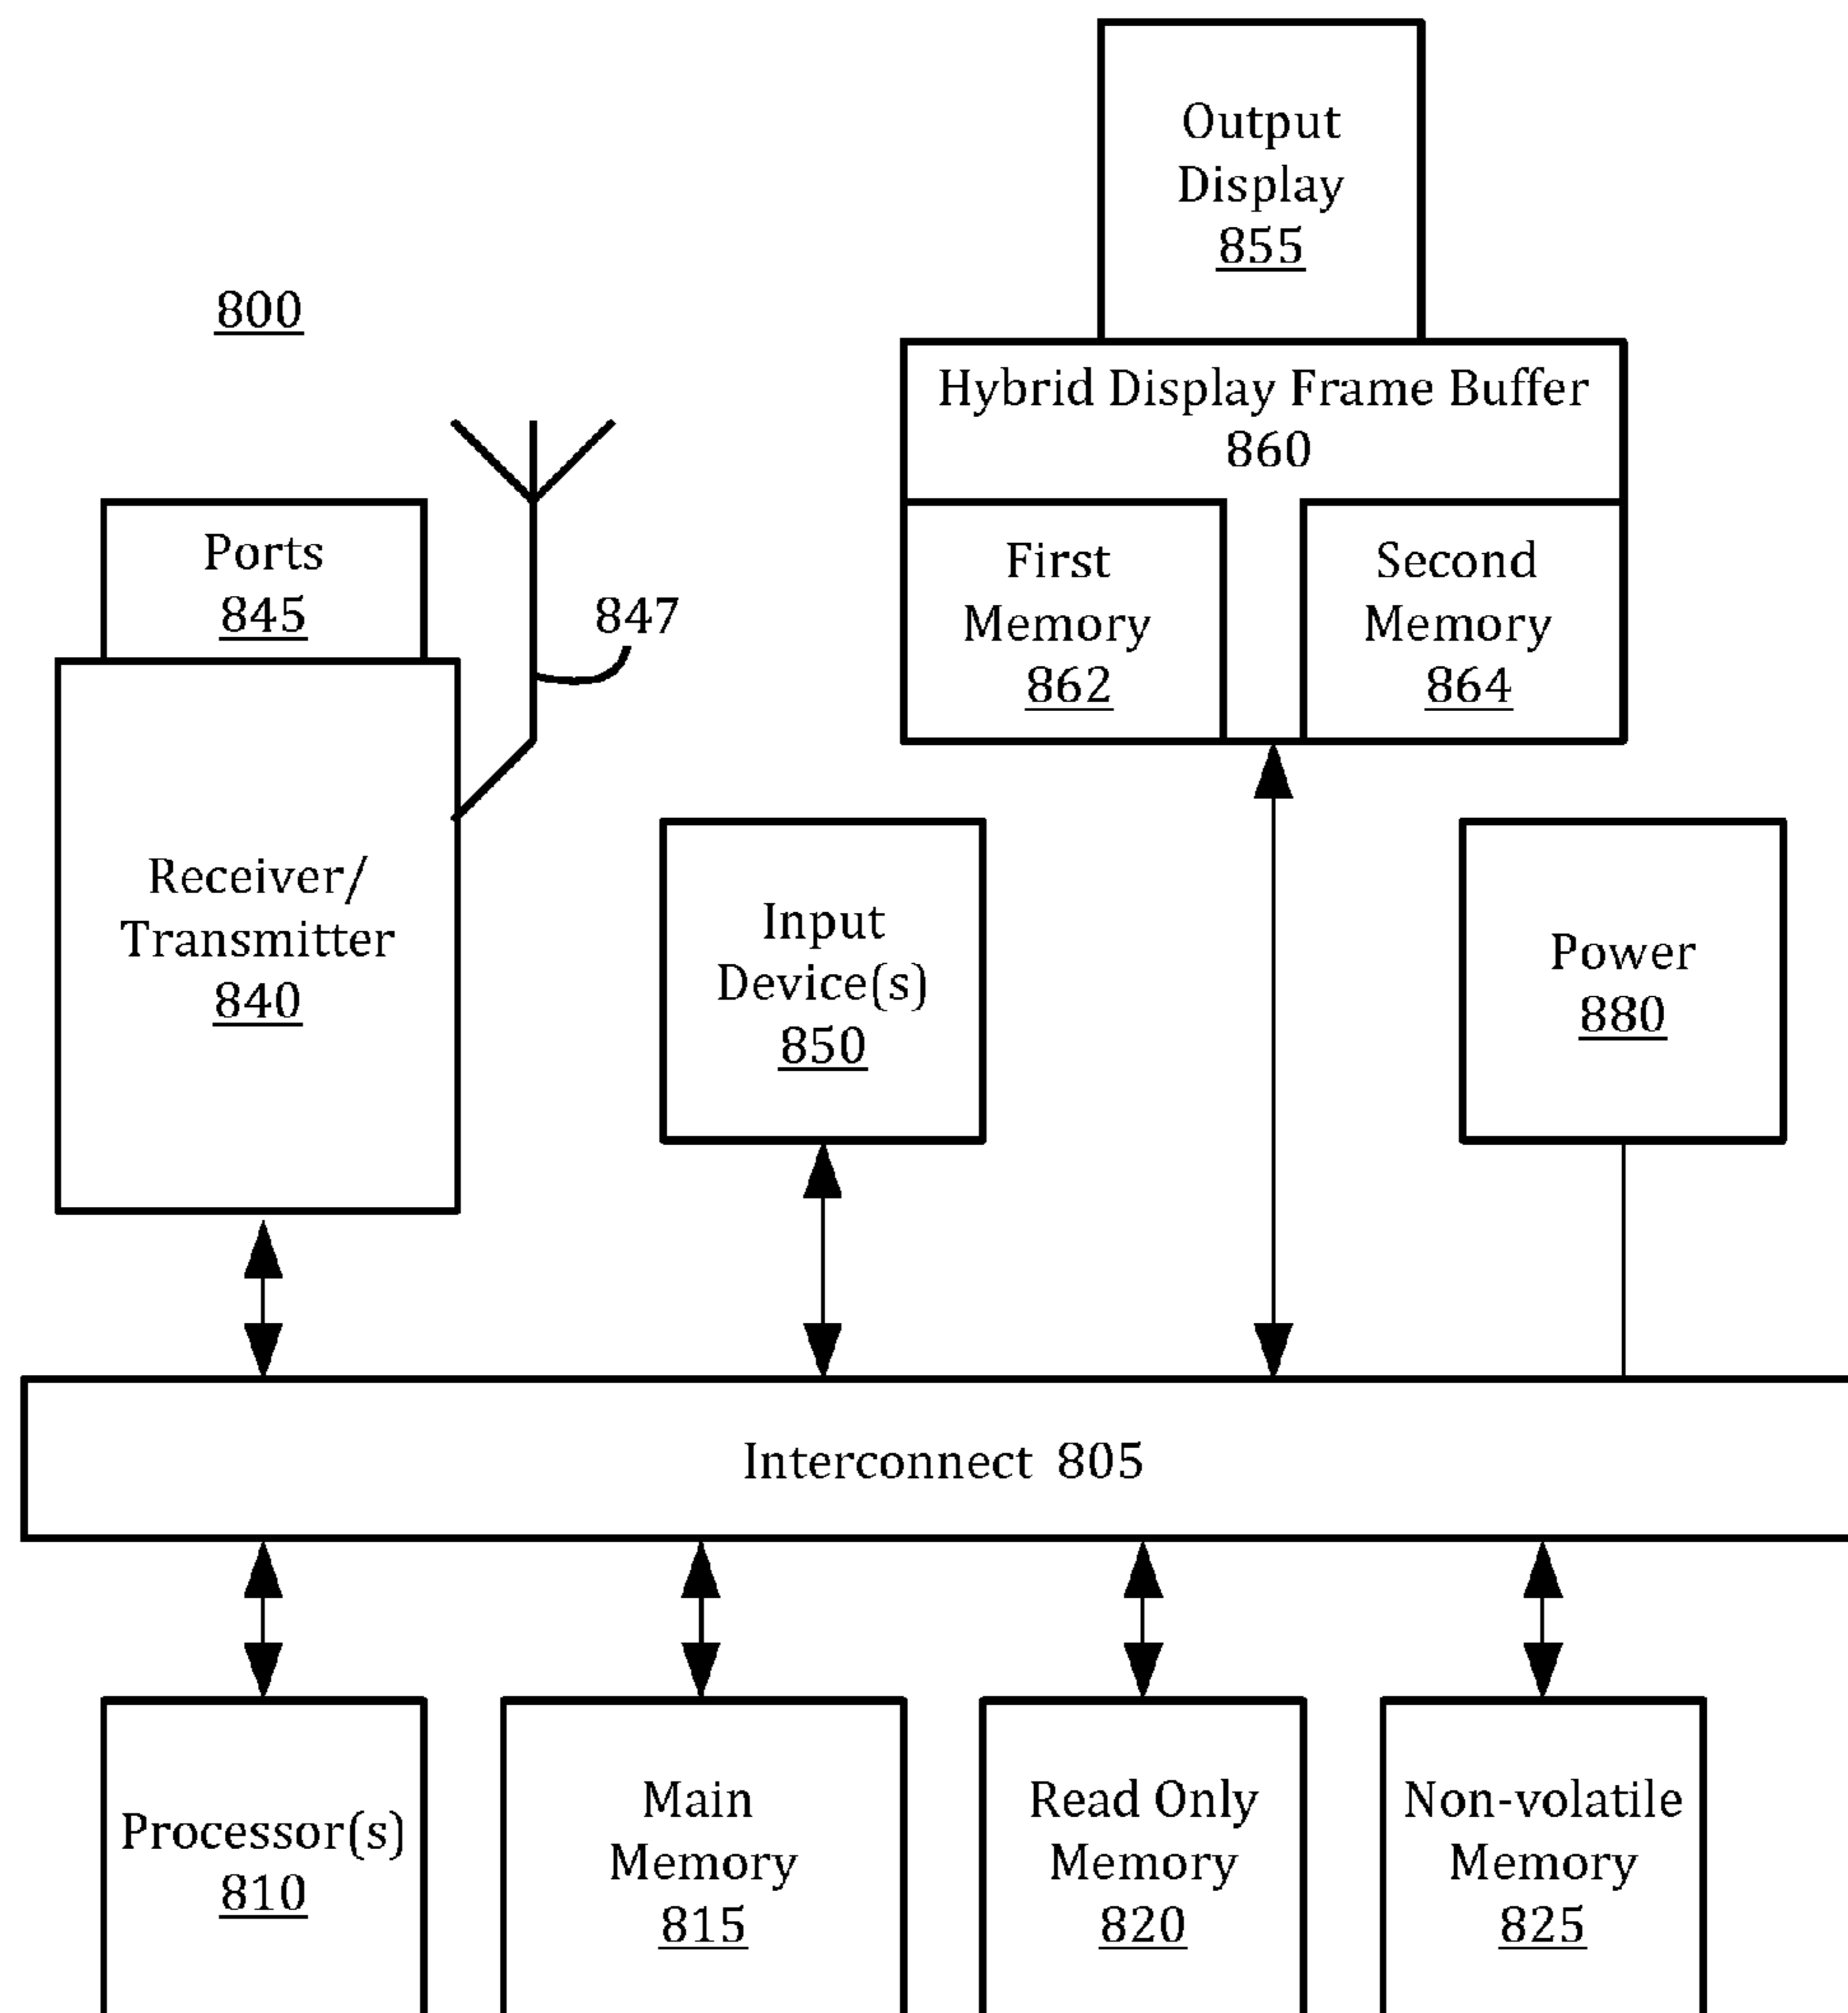 Output
Display
855
800
Hybrid Display Frame Buffer
860
Ports
845
847
First
Memory
862
Second
Memory
864
Receiver/
Transmitter
840
Input
Device(s)
850
Power
880
Interconnect 805
Processor(s)
810
Main
Memory
815
Read Only
Memory
820
Non-volatile
Memory
825